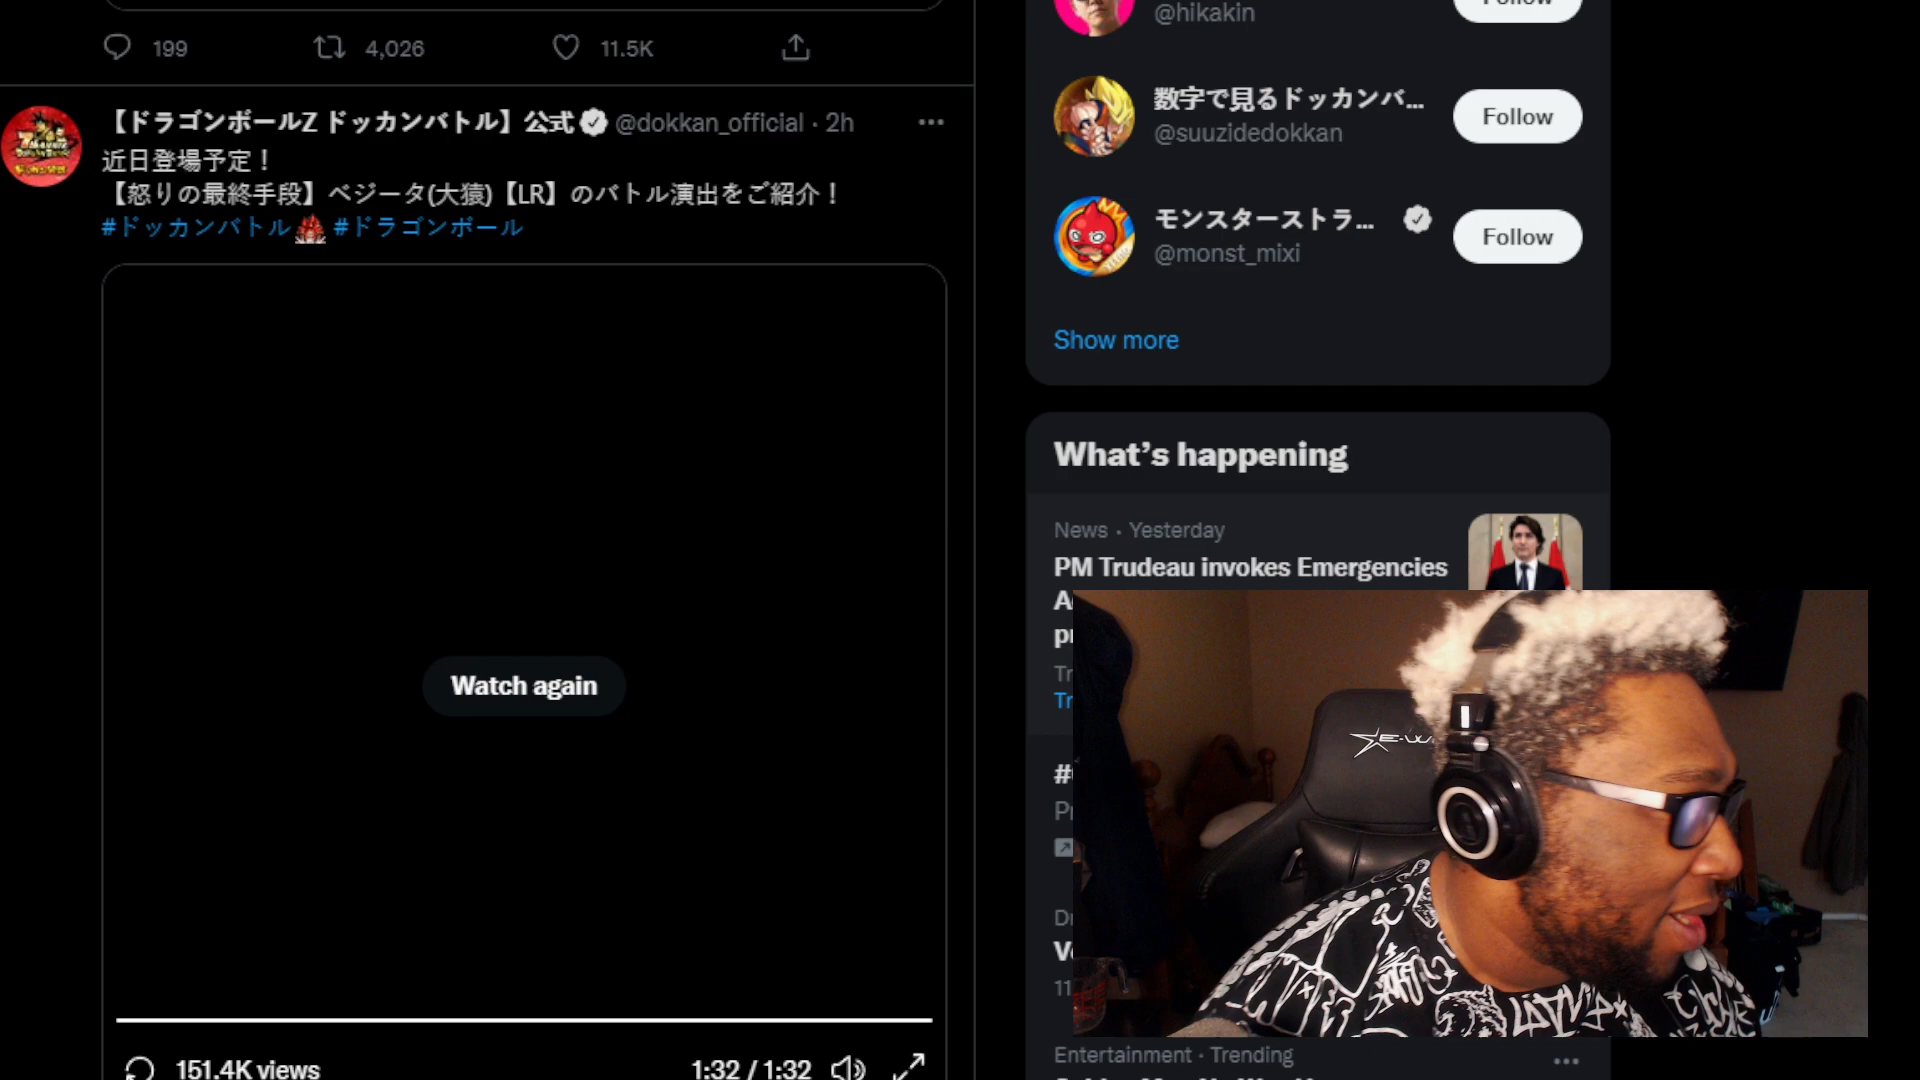 @hikakin
199
4,026
11.5K
【ドラゴンボールZ ドッカンバトル】公式 @dokkan_official · 2h
近日登場予定！
【怒りの最終手段】ベジータ(大猿)【LR】のバトル演出をご紹介！
#ドッカンバトル #ドラゴンボール
Watch again
151.4K views
1:32 / 1:32
数字で見るドッカンバ...
@suuzidedokkan
Follow
モンスターストラ...
@monst_mixi
Follow
Show more
What's happening
News · Yesterday
PM Trudeau invokes Emergencies
Entertainment · Trending